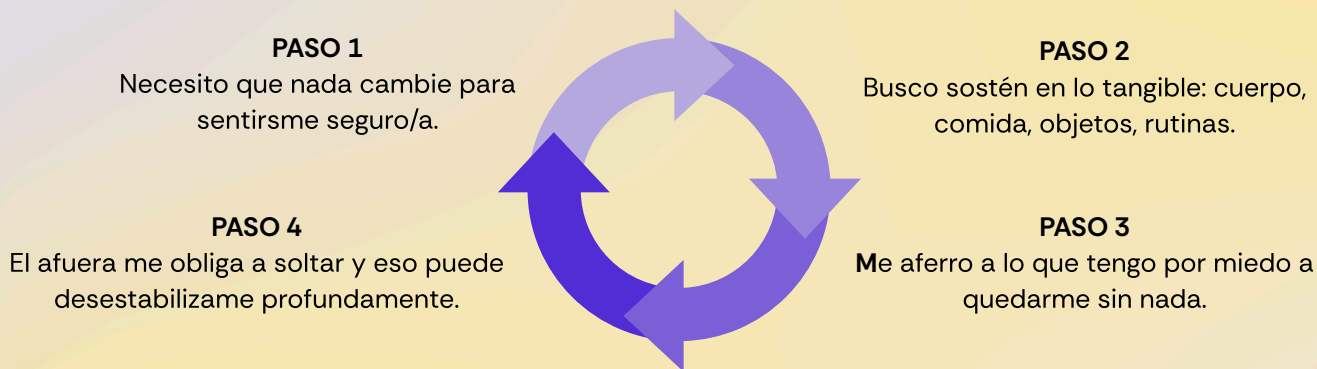 PASO 1
Necesito que nada cambie para
sentirsme seguro/a.
PASO 2
Busco sostén en lo tangible: cuerpo,
comida, objetos, rutinas.
PASO 3
Me aferro a lo que tengo por miedo a
quedarme sin nada.
PASO 4
El afuera me obliga a soltar y eso puede
desestabilizame profundamente.